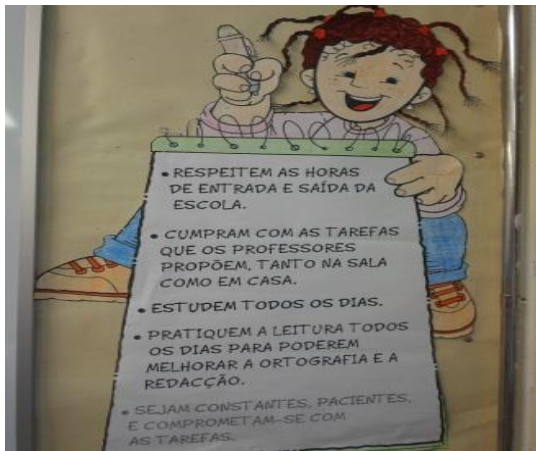 • RESPEITEM AS HORAS
DE ENTRADA E SAÍDA DA
ESCOLA.
• CUMPRAM COM AS TAREFAS
QUE OS PROFESSORES
PROPÕEM, TANTO NA SALA
COMO EM CASA.
• ESTUDEM TODOS OS DIAS.
• PRATIQUEM A LEITURA TODOS
OS DIAS PARA PODEREM
MELHORAR A ORTOGRAFIA E A
REDACÇÃO.
• SEJAM CONSTANTES, PACIENTES,
E COMPROMETAM-SE COM
AS TAREFAS.